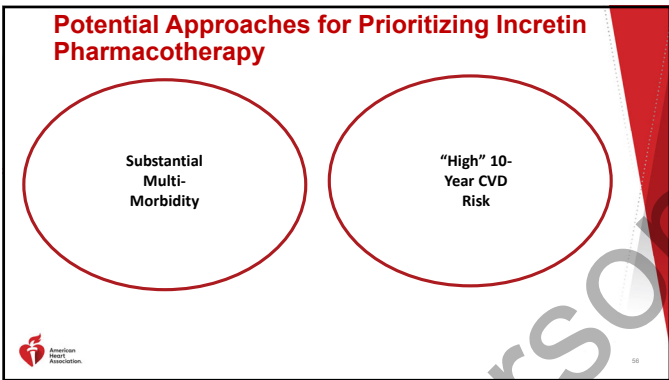 Potential Approaches for Prioritizing Incretin
Pharmacotherapy
Substantial
Multi-
Morbidity
“High” 10-
Year CVD
Risk
American
Heart
Association.
56